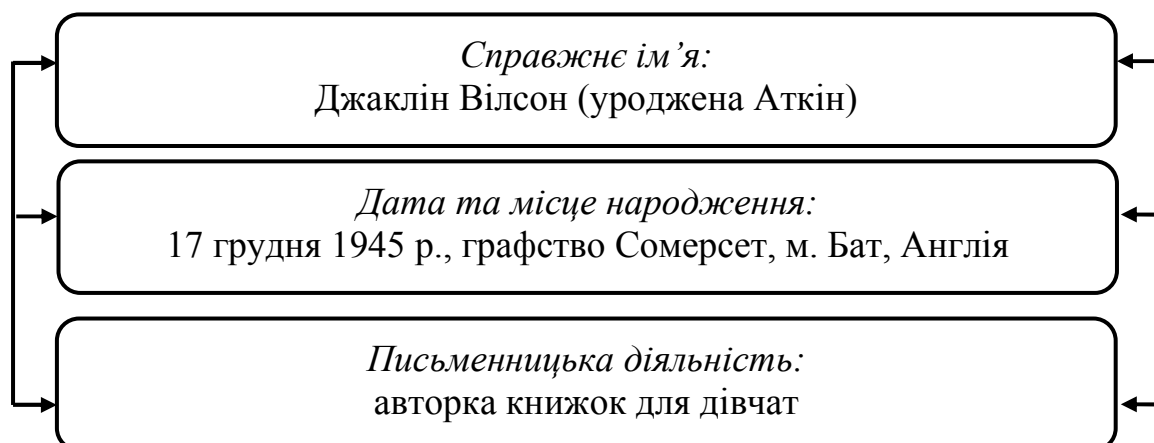 Справжнє ім’я:
Джаклін Вілсон (уроджена Аткін)
Дата та місце народження:
17 грудня 1945 р., графство Сомерсет, м. Бат, Англія
Письменницька діяльність:
авторка книжок для дівчат